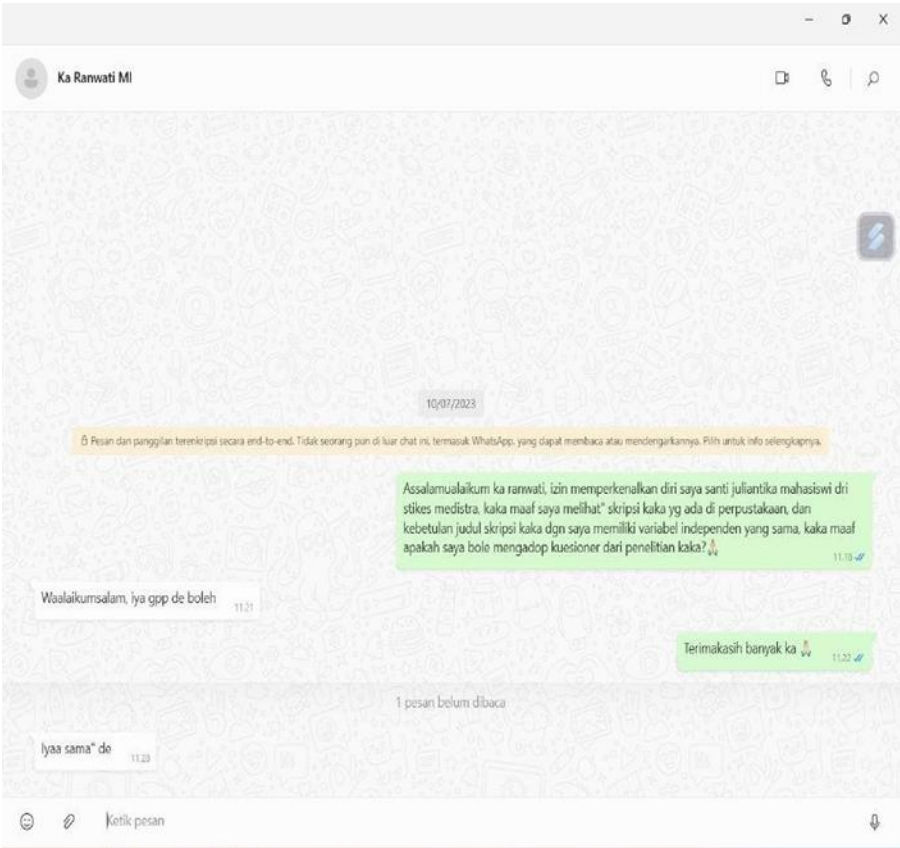 Ka Ranwati MI
10/07/2023
Pesan dan panggilan terenkripsi secara end-to-end. Tidak seorang pun di luar chat ini, termasuk WhatsApp, yang dapat membaca atau mendengarkannya. Pilih untuk info selengkapnya.
Assalamualaikum ka ranwati, izin memperkenalkan diri saya santi juliantika mahasiswi dri
stikes medistra, kaka maaf saya melihat" skripsi kaka yg ada di perpustakaan, dan
kebetulan judul skripsi kaka dgn saya memiliki variabel independen yang sama, kaka maaf
apakah saya bole mengadop kuesioner dari penelitian kaka?🙏🏻
11.18
Waalaikumsalam, iya gpp de boleh
11.21
Terimakasih banyak ka 🙏🏻
11.22
1 pesan belum dibaca
Iyaa sama" de
11.23
Ketik pesan